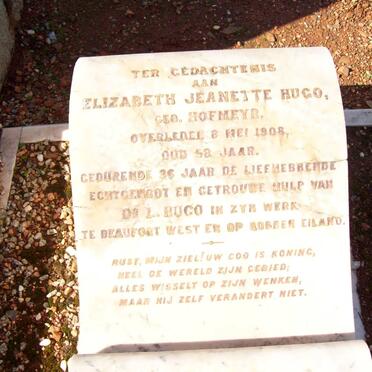 TER GEDACHTENIS
AAN
ELIZABETH JEANETTE HUGO,
GEB. HOFMEYR.
OVERLEDEN 8 MEI 1908,
OUD 58 JAAR.
GEDURENDE 36 JAAR DE LIEFHEBBENDE
ECHTGENOOT EN GETROUWE HULP VAN
DS L. HUGO IN ZYN WERK
TE BEAUFORT WEST EN OP ROBBEN EILAND.
RUST, MIJN ZIEL! UW GOD IS KONING,
HEEL DE WERELD ZIJN GEBIED;
ALLES WISSELT OP ZIJN WENKEN,
MAAR HIJ ZELF VERANDERT NIET.